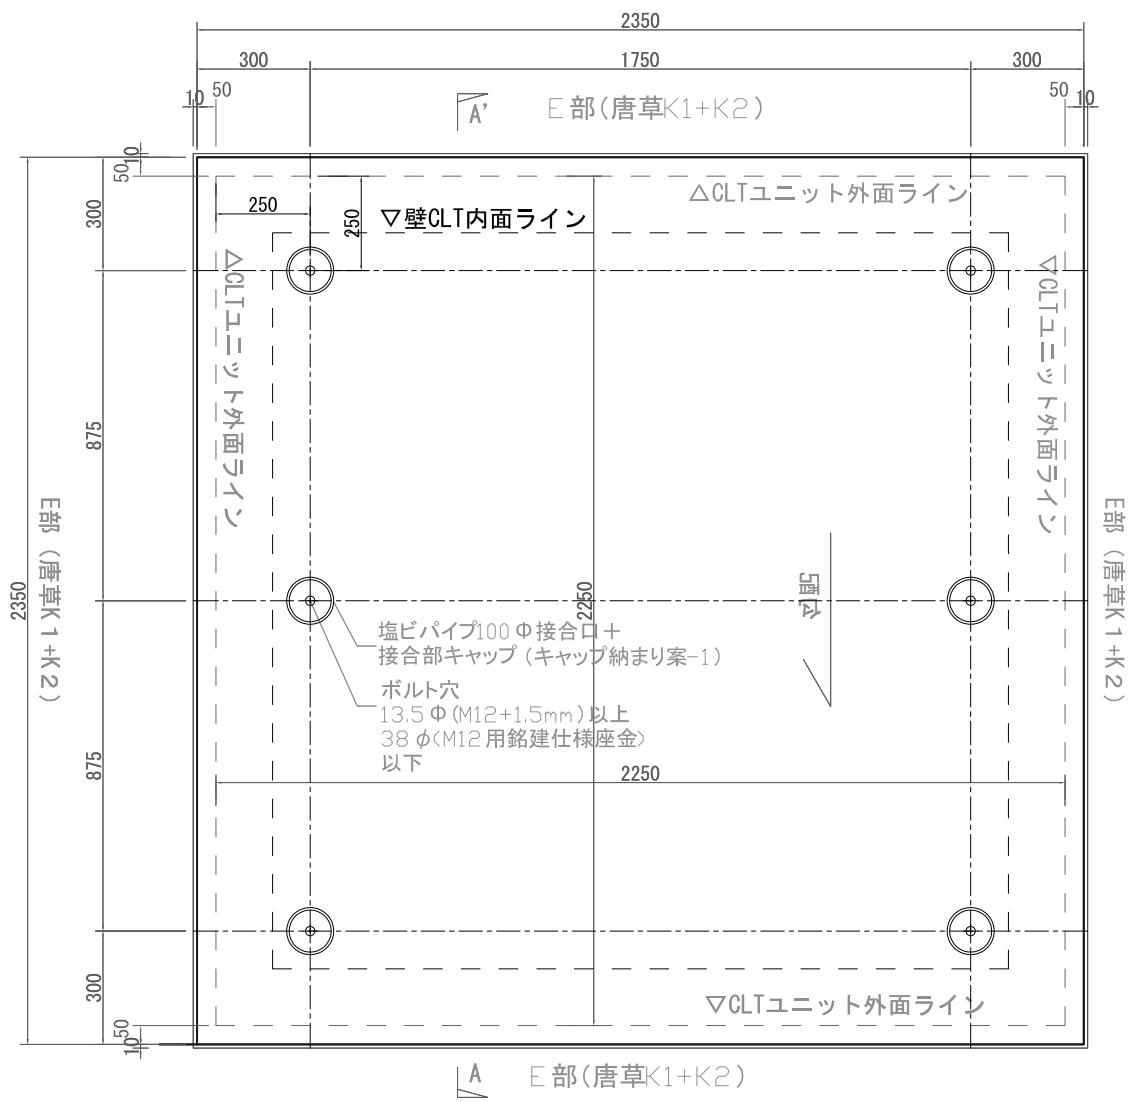 2350
300
1750
300
10
50
50
10
A'
E部(唐草K1+K2)
10
50
△CLTユニット外面ライン
300
250
250
▽壁CLT内面ライン
△CLTユニット外面ライン
▽CLTユニット外面ライン
875
E部(唐草K1+K2)
2350
2250
E部(唐草K1+K2)
塩ビパイプ100Φ接合口+
接合部キャップ(キャップ納まり案-1)
ボルト穴
13.5Φ(M12+1.5mm)以上
38φ(M12用銘建仕様座金)
以下
875
2250
300
▽CLTユニット外面ライン
50
10
A
E部(唐草K1+K2)